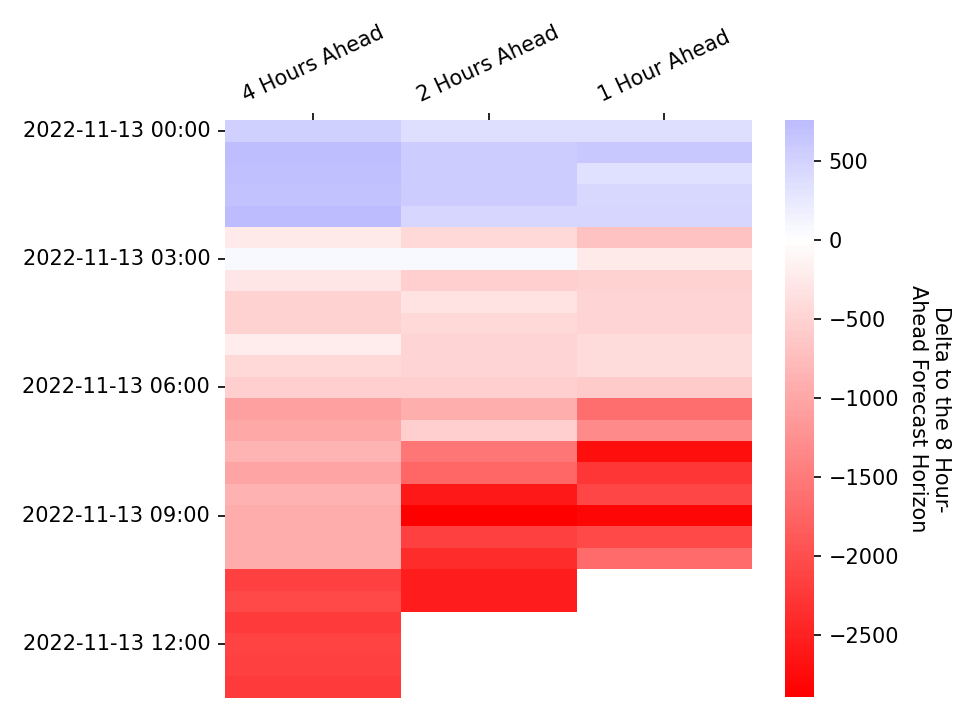 4 Hours Ahead
2 Hours Ahead
1 Hour Ahead
2022-11-13 00:00
2022-11-13 03:00
2022-11-13 06:00
2022-11-13 09:00
2022-11-13 12:00
500
0
−500
−1000
−1500
−2000
−2500
Delta to the 8 Hour-
Ahead Forecast Horizon